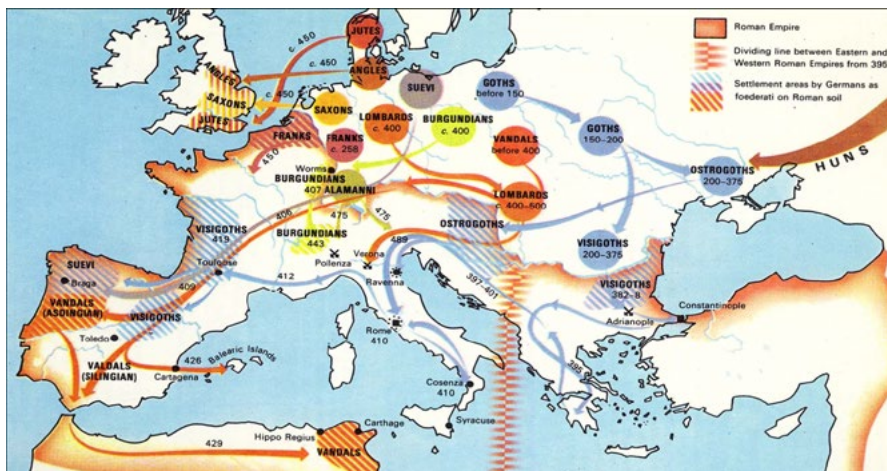 JUTES
c. 450
ANGLES
c. 450
ANGLES
c. 450
SAXONS
SAXONS
JUTES
FRANKS
FRANKS
c. 258
450
SUEVI
GOTHS
before 150
LOMBARDS
c. 400
BURGUNDIANS
c. 400
VANDALS
before 400
GOTHS
150-200
OSTROGOTHS
200-375
HUNS
Roman Empire
Dividing line between Eastern and
Western Roman Empires from 395
Settlement areas by Germans as
foederati on Roman soil
Worms
BURGUNDIANS
407 ALAMANNI
LOMBARDS
c. 400-500
406
475
475
VISIGOTHS
419
BURGUNDIANS
443
OSTROGOTHS
489
VISIGOTHS
200-375
Pollenza
Verona
Toulouse
412
Ravenna
397-401
VISIGOTHS
382-8
Constantinople
Adrianople
SUEVI
Braga
409
VANDALS
(ASDINGIAN)
VISIGOTHS
Toledo
VALDALS
(SILINGIAN)
426
Balearic Islands
Cartagena
Rome
410
395
Cosenza
410
Syracuse
429
Hippo Regius
Carthage
VANDALS